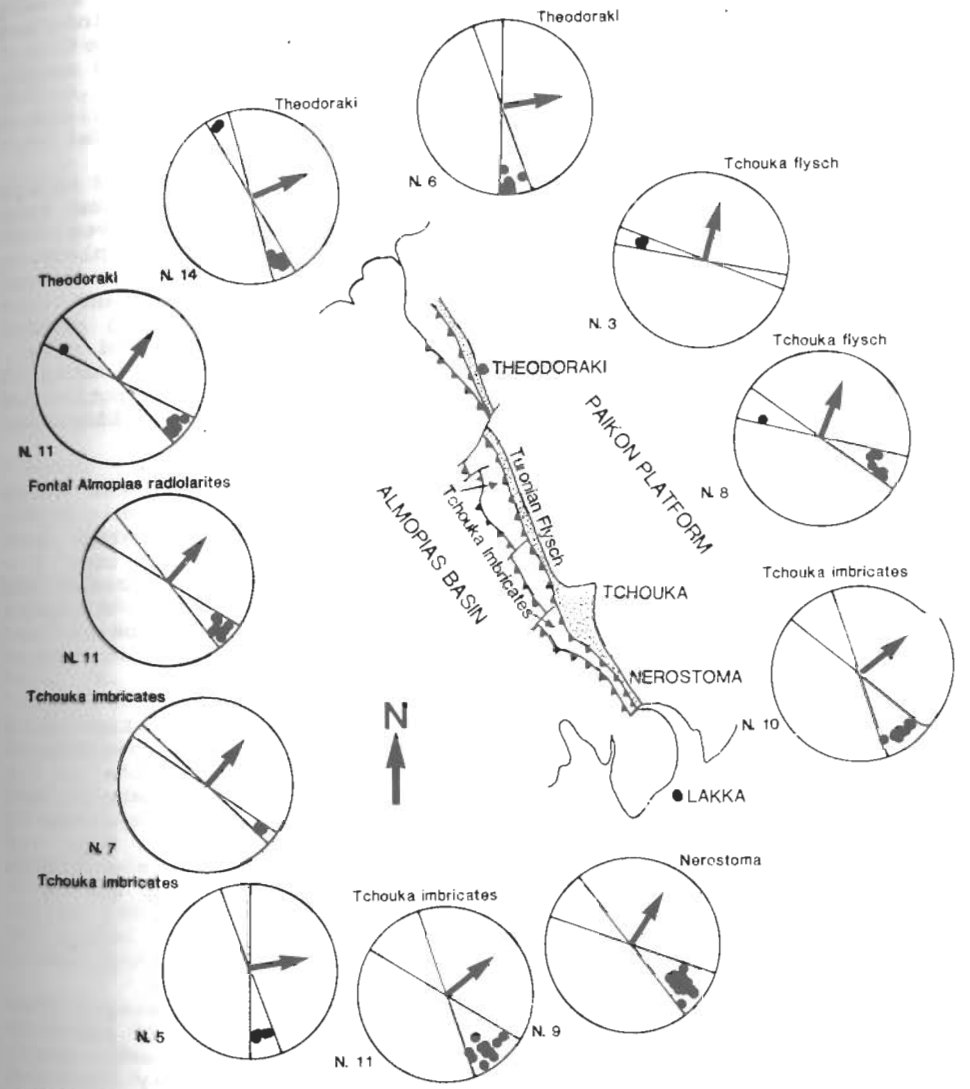 Theodoraki
Theodoraki
N. 6
Tchouka flysch
N. 14
Theodoraki
N. 3
Tchouka flysch
THEODORAKI
PAIKON PLATFORM
N. 11
Fontal Almopias radiolarites
N. 8
Turonian Flysch
Tchouka Imbricates
ALMOPIAS BASIN
Tchouka imbricates
TCHOUKA
N. 11
NEROSTOMA
Tchouka imbricates
N
N. 10
LAKKA
N. 7
Nerostoma
Tchouka imbricates
Tchouka imbricates
N. 5
N. 11
N. 9